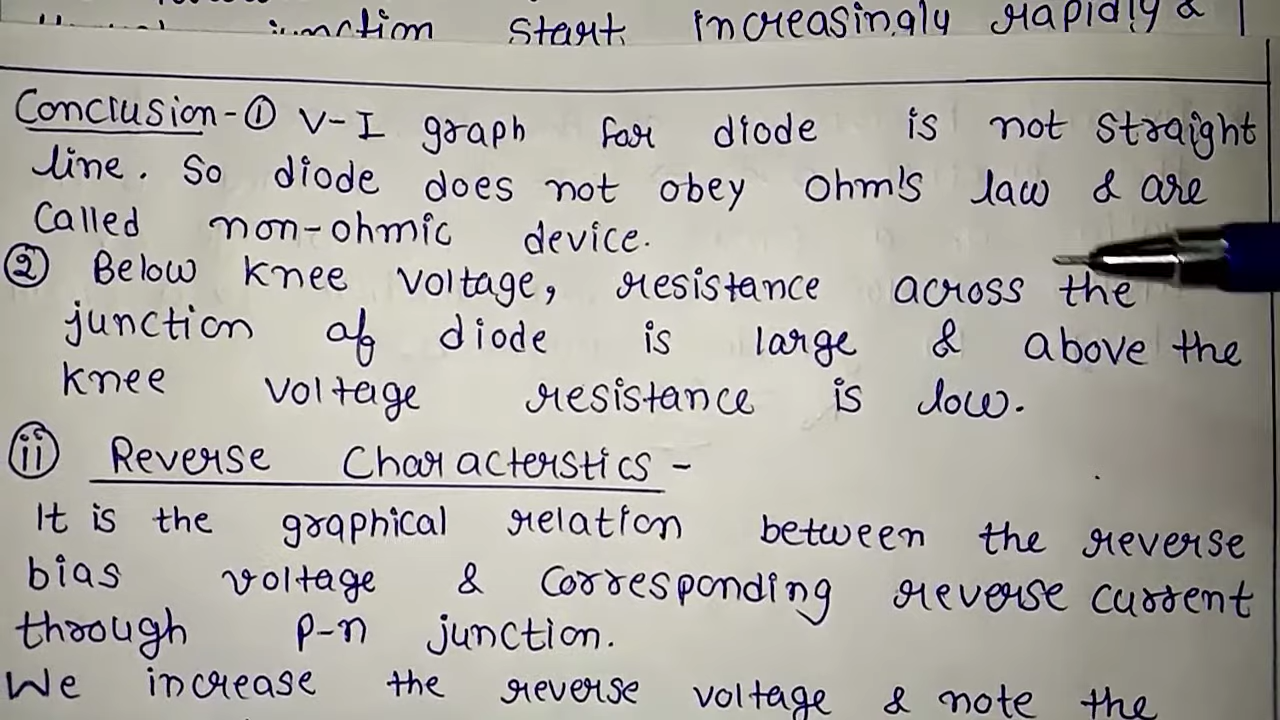 junction start increasingly rapidly &
Conclusion - ① V-I graph for diode is not straight
line. So diode does not obey Ohm's law & are
called non-ohmic device.
② Below knee voltage, resistance across the
junction of diode is large & above the
knee voltage resistance is low.
ⅱ Reverse Characterstics -
It is the graphical relation between the reverse
bias voltage & corresponding reverse current
through p-n junction.
We increase the reverse voltage & note the